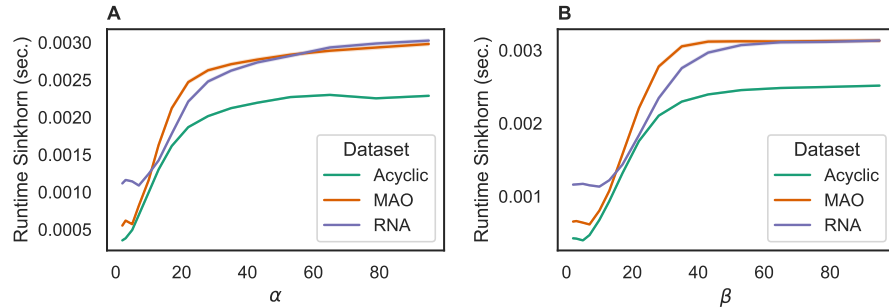 A
Runtime Sinkhorn (sec.)
0.0030
0.0025
0.0020
0.0015
0.0010
0.0005
Dataset
Acyclic
MAO
RNA
0 20 40 60 80
α
B
Runtime Sinkhorn (sec.)
0.003
0.002
0.001
Dataset
Acyclic
MAO
RNA
0 20 40 60 80
β